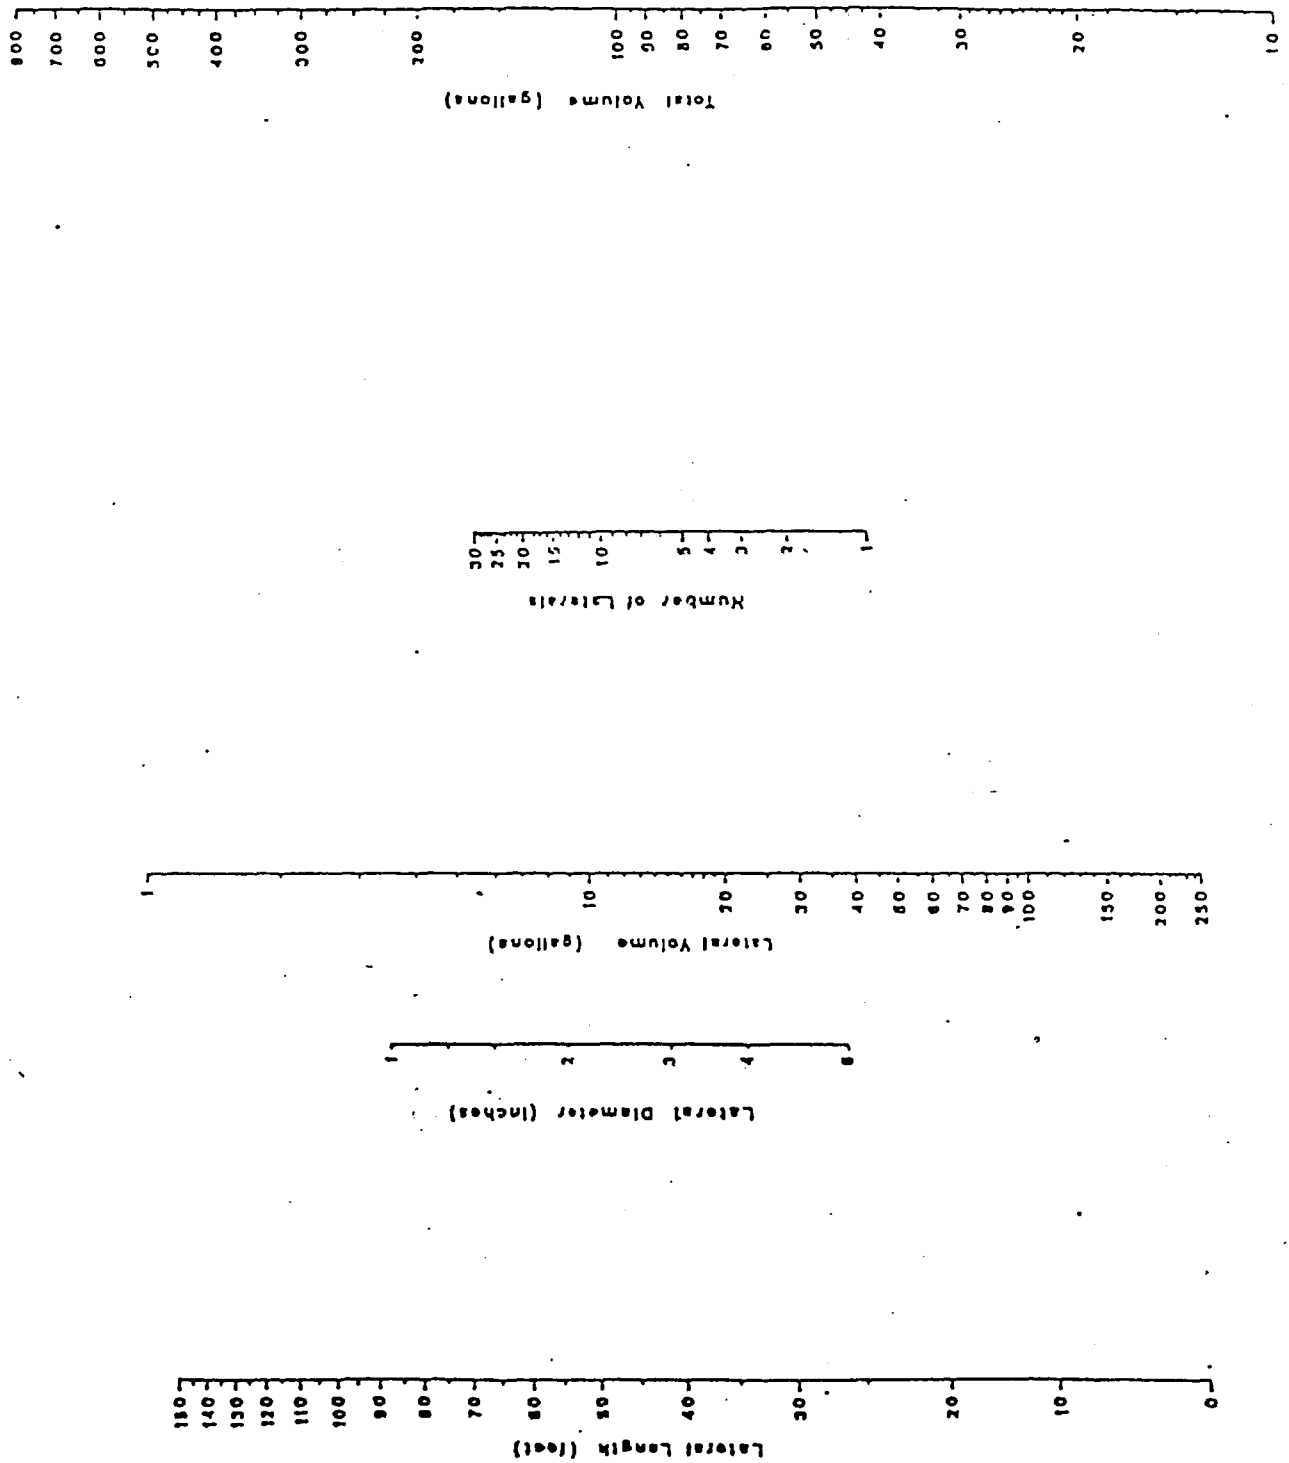 800 700 600 500 400 300 200 100 90 80 70 60 50 40 30 20 10
Total Volume (gallons)
30 25 20 15 10 5 4 3 2 1
Number of Laterals
1 10 20 30 40 50 60 70 80 90 100 150 200 250
Lateral Volume (gallons)
1 2 3 4 6
Lateral Diameter (inches)
150 140 130 120 110 100 90 80 70 60 50 40 30 20 10 0
Lateral Length (feet)